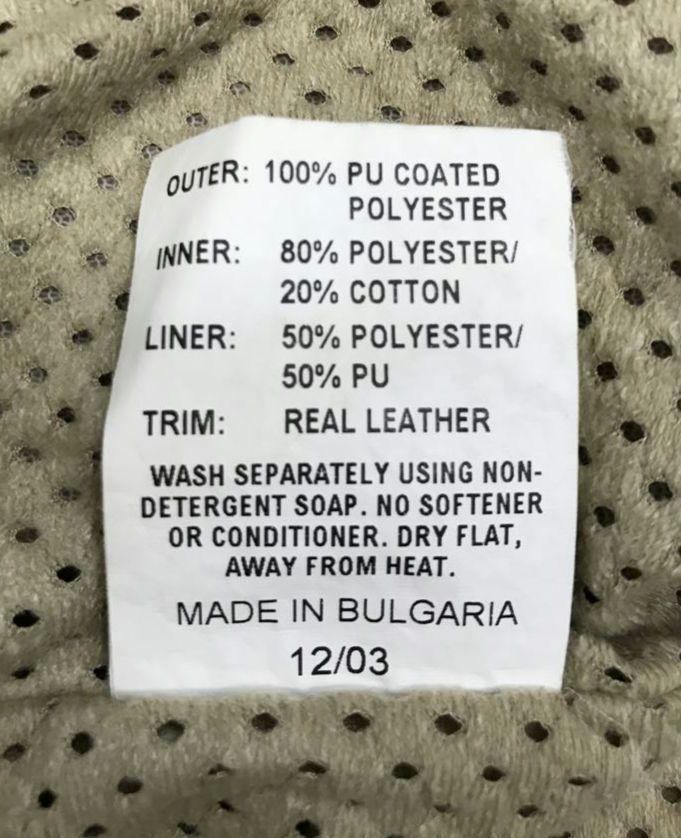 OUTER: 100% PU COATED
POLYESTER
INNER: 80% POLYESTER/
20% COTTON
LINER: 50% POLYESTER/
50% PU
TRIM: REAL LEATHER
WASH SEPARATELY USING NON-
DETERGENT SOAP. NO SOFTENER
OR CONDITIONER. DRY FLAT,
AWAY FROM HEAT.
MADE IN BULGARIA
12/03